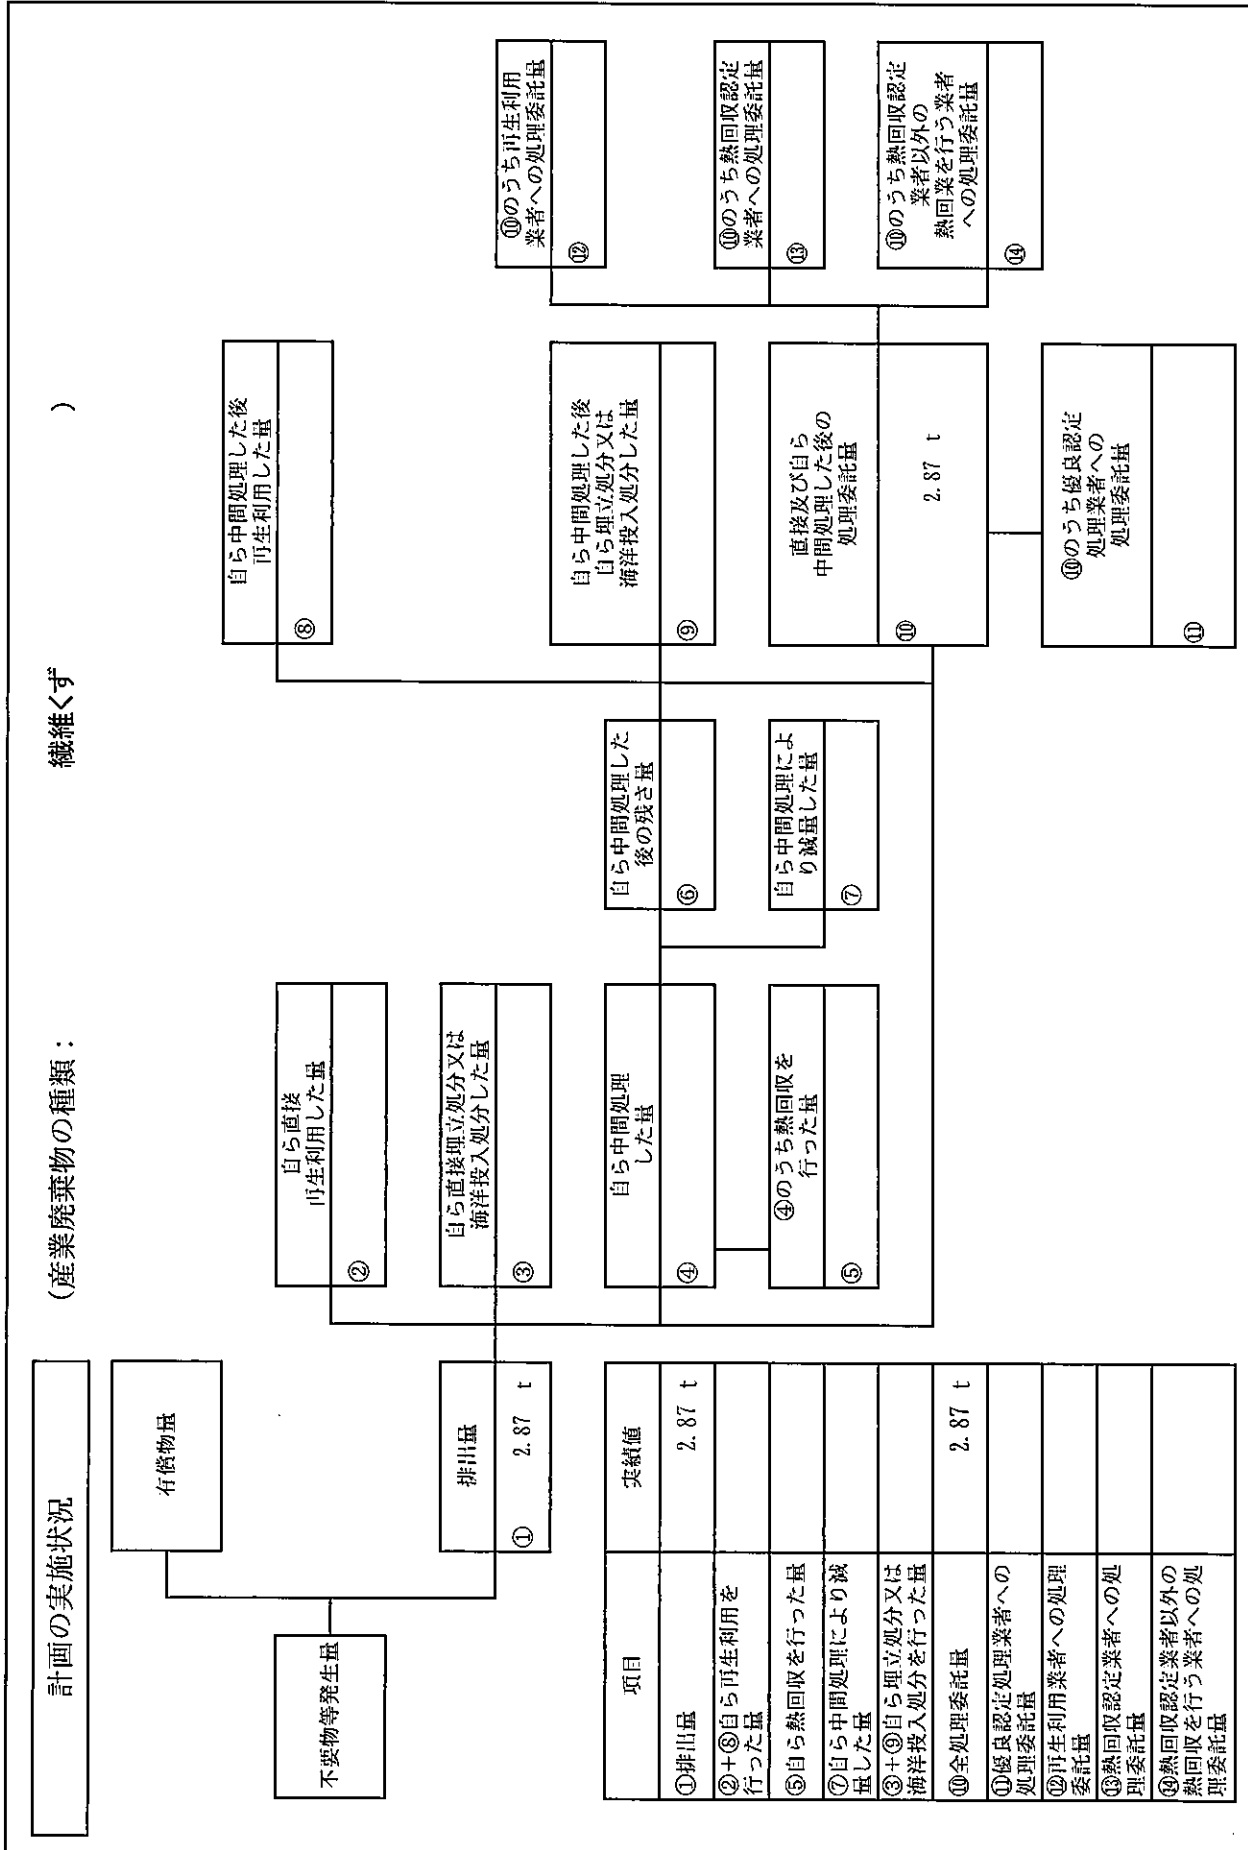 計画の実施状況
(産業廃棄物の種類： 繊維くず )
不要物等発生量
有償物量
排出量
① 2.87 t
自ら直接
再生利用した量
②
自ら直接埋立処分又は
海洋投入処分した量
③
自ら中間処理
した量
④
④のうち熱回収を
行った量
⑤
自ら中間処理した
後の残さ量
⑥
自ら中間処理によ
り減量した量
⑦
自ら中間処理した後
再生利用した量
⑧
自ら中間処理した後
自ら埋立処分又は
海洋投入処分した量
⑨
直接及び自ら
中間処理した後の
処理委託量
⑩ 2.87 t
⑩のうち優良認定
処理業者への
処理委託量
⑪
⑩のうち再生利用
業者への処理委託量
⑫
⑩のうち熱回収認定
業者への処理委託量
⑬
⑩のうち熱回収認定
業者以外の
熱回業を行う業者
への処理委託量
⑭
項目 実績値
①排出量 2.87 t
②+⑧自ら再生利用を
行った量
⑤自ら熱回収を行った量
⑦自ら中間処理により減
量した量
③+⑨自ら埋立処分又は
海洋投入処分を行った量
⑩全処理委託量 2.87 t
⑪優良認定処理業者への
処理委託量
⑫再生利用業者への処理
委託量
⑬熱回収認定業者への処
理委託量
⑭熱回収認定業者以外の
熱回収を行う業者への処
理委託量